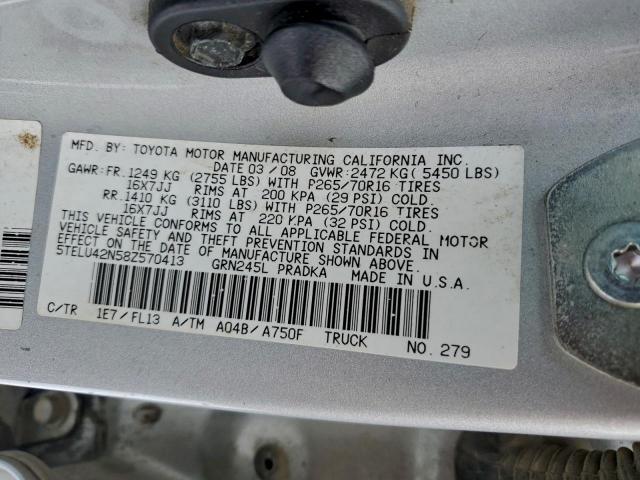 MFD. BY: TOYOTA MOTOR MANUFACTURING CALIFORNIA INC.
DATE 03 / 08 GVWR: 2472 KG ( 5450 LBS)
GAWR: FR. 1249 KG (2755 LBS) WITH P265/70R16 TIRES
16X7JJ RIMS AT 200 KPA (29 PSI) COLD.
RR. 1410 KG (3110 LBS) WITH P265/70R16 TIRES
16X7JJ RIMS AT 220 KPA (32 PSI) COLD.
THIS VEHICLE CONFORMS TO ALL APPLICABLE FEDERAL MOTOR
VEHICLE SAFETY AND THEFT PREVENTION STANDARDS IN
EFFECT ON THE DATE OF MANUFACTURE SHOWN ABOVE.
5TELU42N58Z570413 GRN245L PRADKA MADE IN U.S.A.
C/TR 1E7 / FL13 A/TM A04B / A750F TRUCK NO. 279